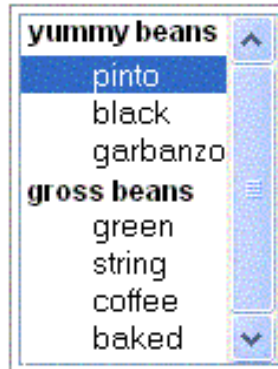 yummy beans
pinto
black
garbanzo
gross beans
green
string
coffee
baked